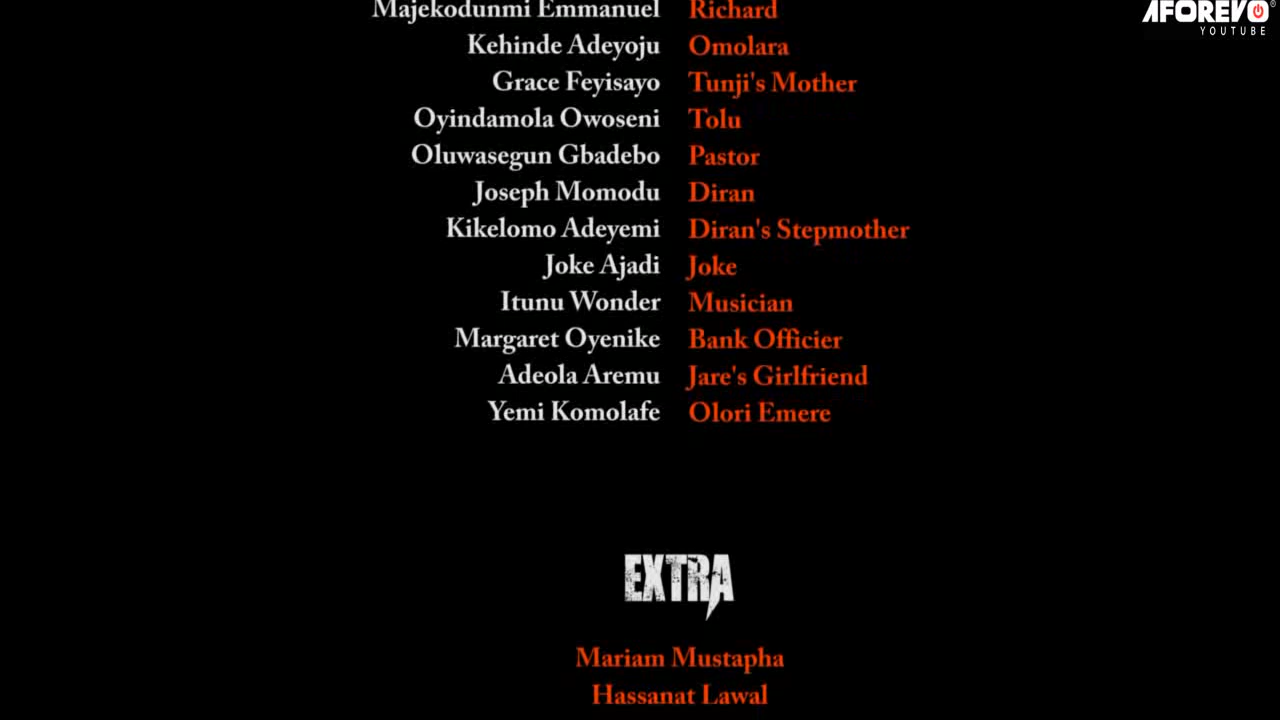 AFOREVO
YOUTUBE
Majekodunmi Emmanuel Richard
Kehinde Adeyoju Omolara
Grace Feyisayo Tunji's Mother
Oyindamola Owoseni Tolu
Oluwasegun Gbadebo Pastor
Joseph Momodu Diran
Kikelomo Adeyemi Diran's Stepmother
Joke Ajadi Joke
Itunu Wonder Musician
Margaret Oyenike Bank Officier
Adeola Aremu Jare's Girlfriend
Yemi Komolafe Olori Emere
EXTRA
Mariam Mustapha
Hassanat Lawal